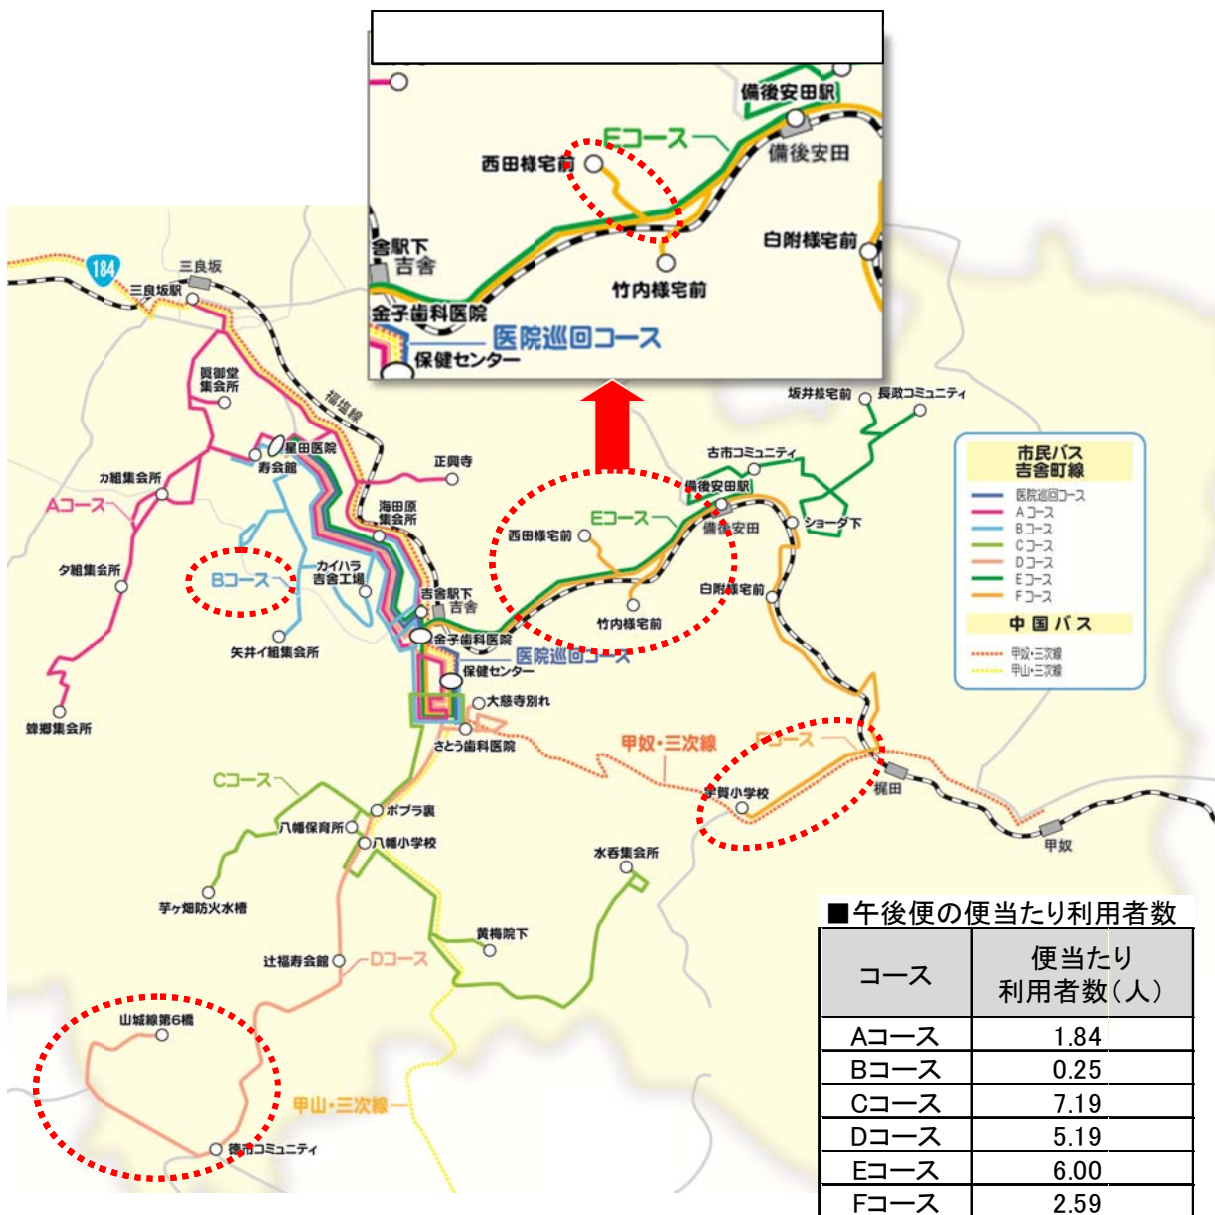 備後安田駅
Eコース
備後安田
西田様宅前
白附様宅前
舎駅下
吉舎
竹内様宅前
金子歯科医院
医院巡回コース
保健センター
184
三良坂
三良坂駅
眞御堂
集会所
福塩線
星田医院
寿会館
正興寺
カ組集会所
Aコース
海田原
集会所
坂井様宅前
長政コミュニティ
古市コミュニティ
備後安田駅
備後安田
Eコース
西田様宅前
ショーダ下
タ組集会所
Bコース
カイハラ
吉舎工場
吉舎駅下
吉舎
白附様宅前
竹内様宅前
矢井イ組集会所
金子歯科医院
医院巡回コース
保健センター
大慈寺別れ
蜂郷集会所
さとう歯科医院
甲奴・三次線
Fコース
Cコース
宇賀小学校
梶田
ポプラ裏
八幡保育所
八幡小学校
甲奴
水呑集会所
芋ヶ畑防火水槽
黄梅院下
辻福寿会館
Dコース
山城線第6橋
甲山・三次線
徳市コミュニティ
市民バス
吉舎町線
医院巡回コース
Aコース
Bコース
Cコース
Dコース
Eコース
Fコース
中国バス
甲奴・三次線
甲山・三次線
■午後便の便当たり利用者数
コース 便当たり
利用者数(人)
Aコース 1.84
Bコース 0.25
Cコース 7.19
Dコース 5.19
Eコース 6.00
Fコース 2.59